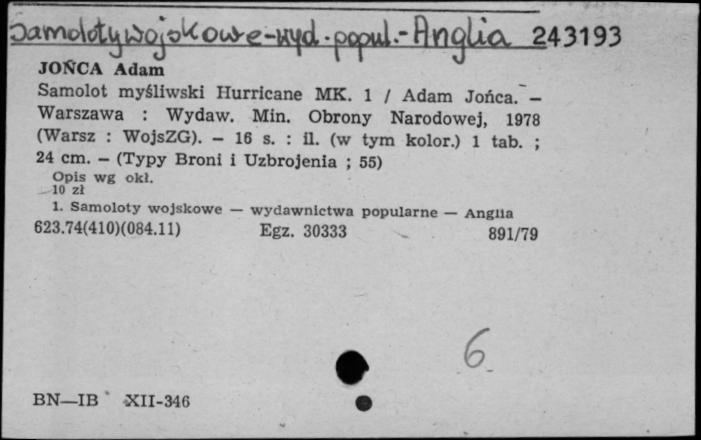 Samoloty wojskowe-wyd.popul.-Anglia 243193
JOŃCA Adam
Samolot myśliwski Hurricane MK. 1 / Adam Jońca. –
Warszawa : Wydaw. Min. Obrony Narodowej, 1978
(Warsz : WojsZG). – 16 s. : il. (w tym kolor.) 1 tab. ;
24 cm. – (Typy Broni i Uzbrojenia ; 55)
Opis wg okł.
10 zł
1. Samoloty wojskowe — wydawnictwa popularne — Anglia
623.74(410)(084.11) Egz. 30333 891/79
6
BN—IB XII-346